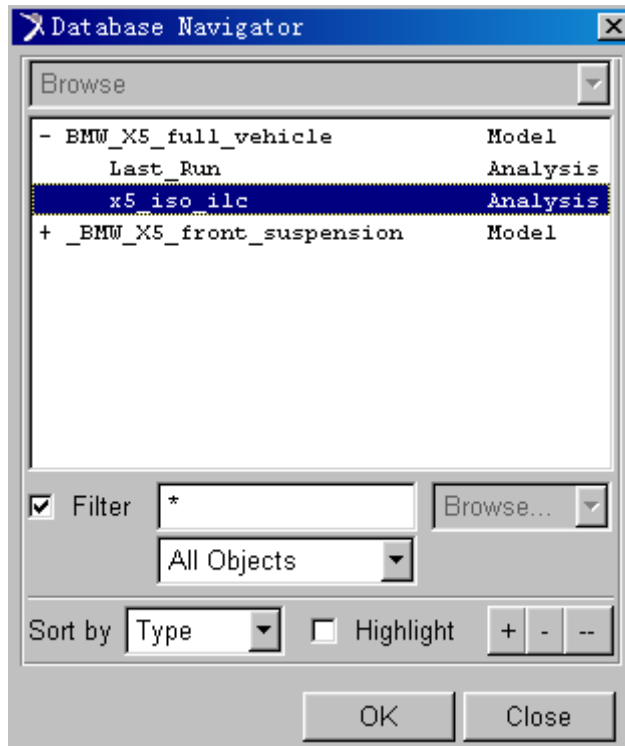 Database Navigator
Browse
- BMW_X5_full_vehicle Model
Last_Run Analysis
x5_iso_ilc Analysis
+ _BMW_X5_front_suspension Model
Filter * Browse...
All Objects
Sort by Type Highlight + - --
OK Close